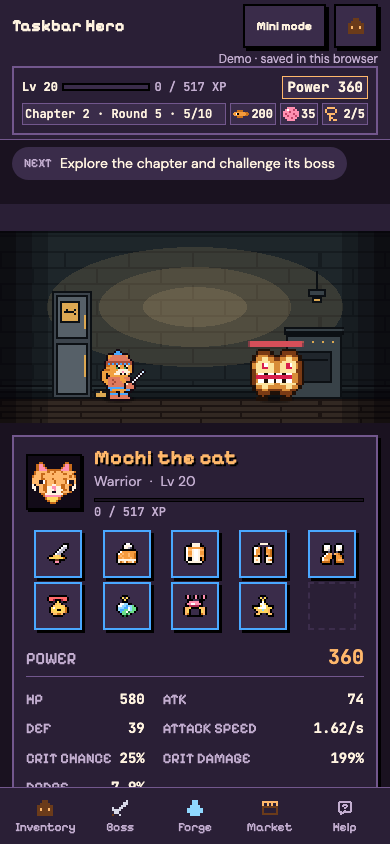 Taskbar Hero
Mini mode
Demo · saved in this browser
Lv 20 0 / 517 XP Power 360
Chapter 2 · Round 5 · 5/10 200 35 2/5
NEXT Explore the chapter and challenge its boss
Mochi the cat
Warrior · Lv 20
0 / 517 XP
POWER 360
HP 580 ATK 74
DEF 39 ATTACK SPEED 1.62/s
CRIT CHANCE 25% CRIT DAMAGE 199%
DODGE 7.9%
Inventory Boss Forge Market Help